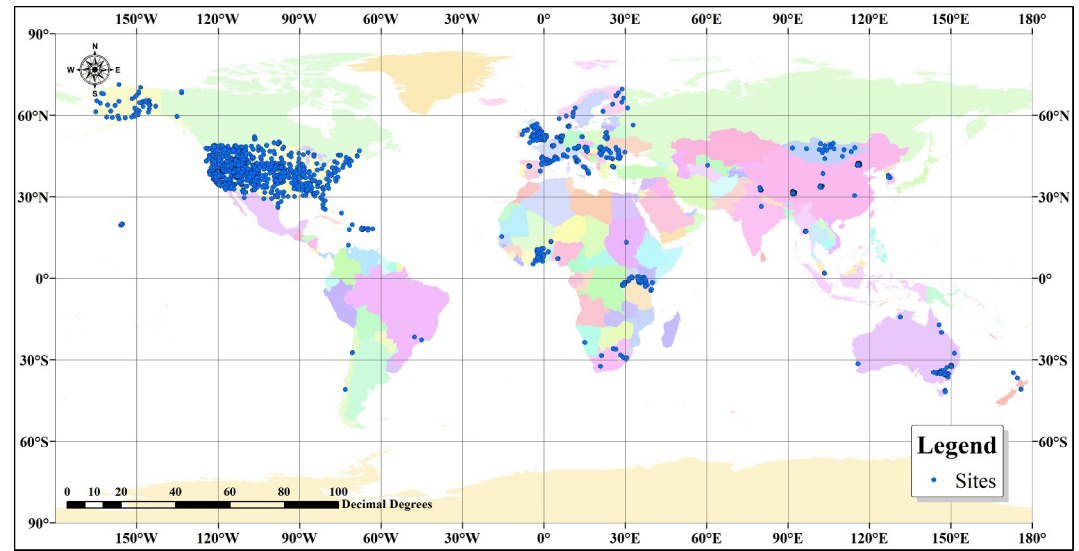 150°W 120°W 90°W 60°W 30°W 0° 30°E 60°E 90°E 120°E 150°E 180°
90° 
N
W E
S
60°N 60°N
30°N 30°N
0° 0°
30°S 30°S
60°S 60°S
Legend
Sites
0 10 20 40 60 80 100
Decimal Degrees
90° 
150°W 120°W 90°W 60°W 30°W 0° 30°E 60°E 90°E 120°E 150°E 180°